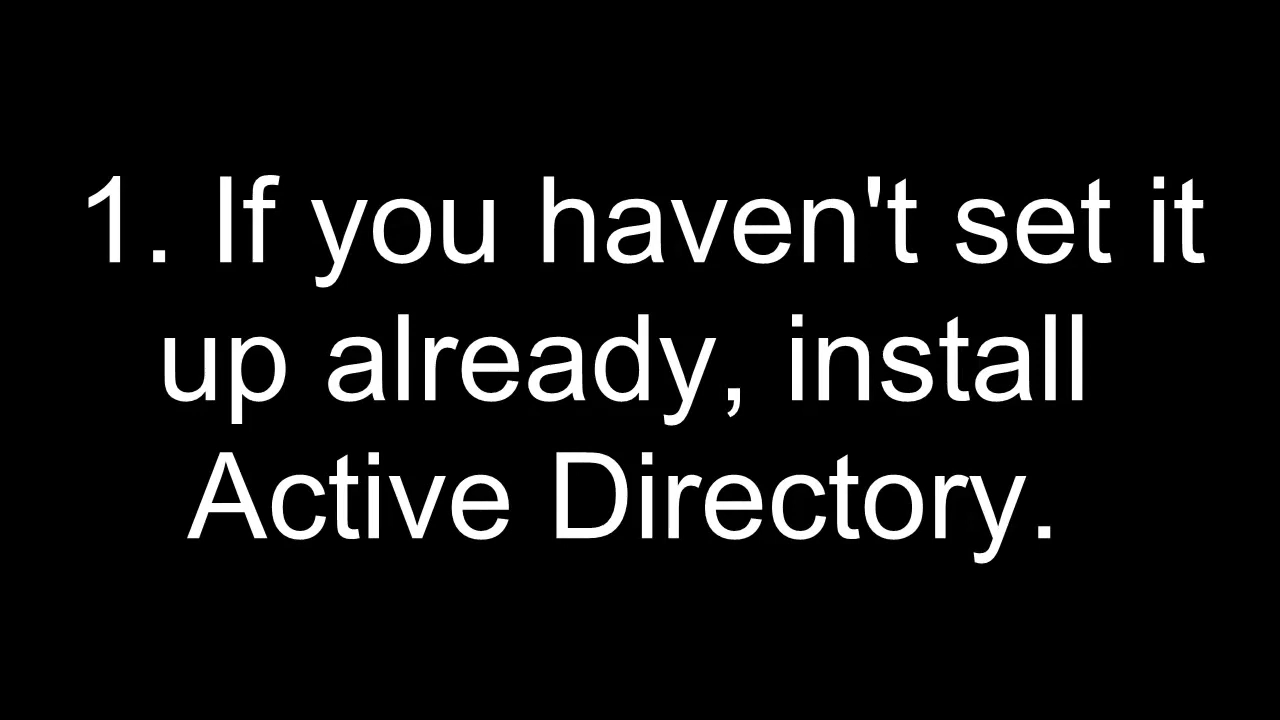 1. If you haven't set it
up already, install
Active Directory.